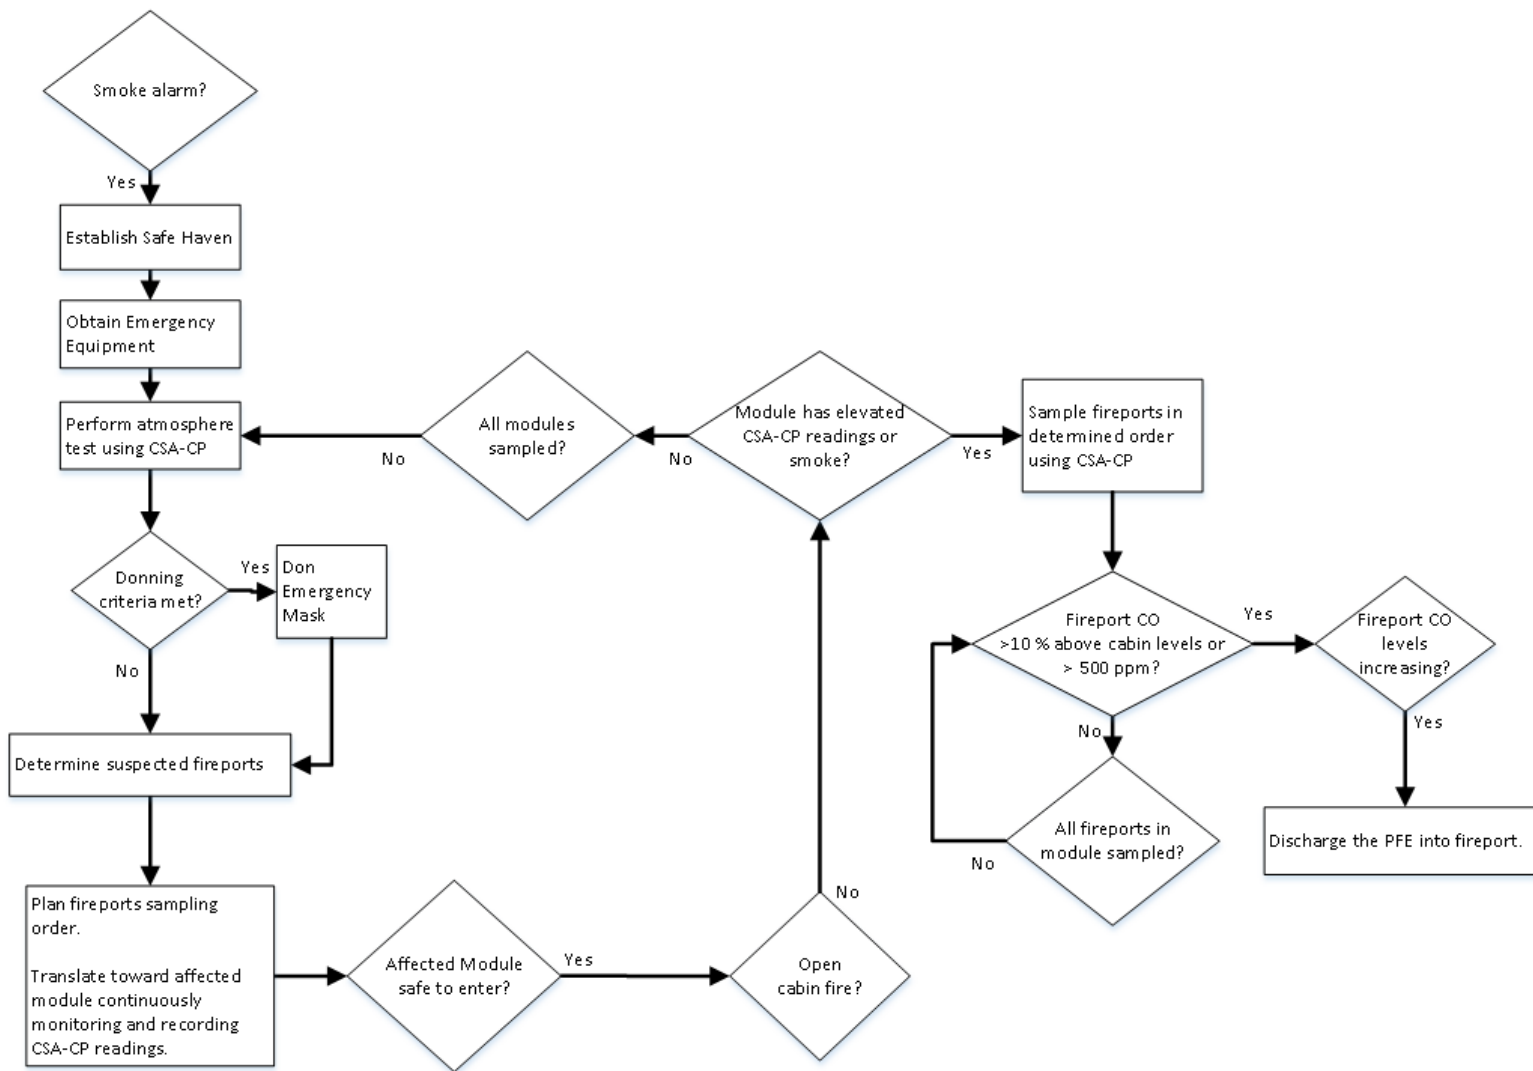 Smoke alarm?
Yes
Establish Safe Haven
Obtain Emergency
Equipment
Perform atmosphere
test using CSA-CP
Donning
criteria met?
Yes
Don
Emergency
Mask
No
Determine suspected fireports
Plan fireports sampling
order.
Translate toward affected
module continuously
monitoring and recording
CSA-CP readings.
Affected Module
safe to enter?
Yes
Open
cabin fire?
No
Module has elevated
CSA-CP readings or
smoke?
No
All modules
sampled?
No
Yes
Sample fireports in
determined order
using CSA-CP
Fireport CO
>10 % above cabin levels or
> 500 ppm?
No
All fireports in
module sampled?
No
Yes
Fireport CO
levels
increasing?
Yes
Discharge the PFE into fireport.